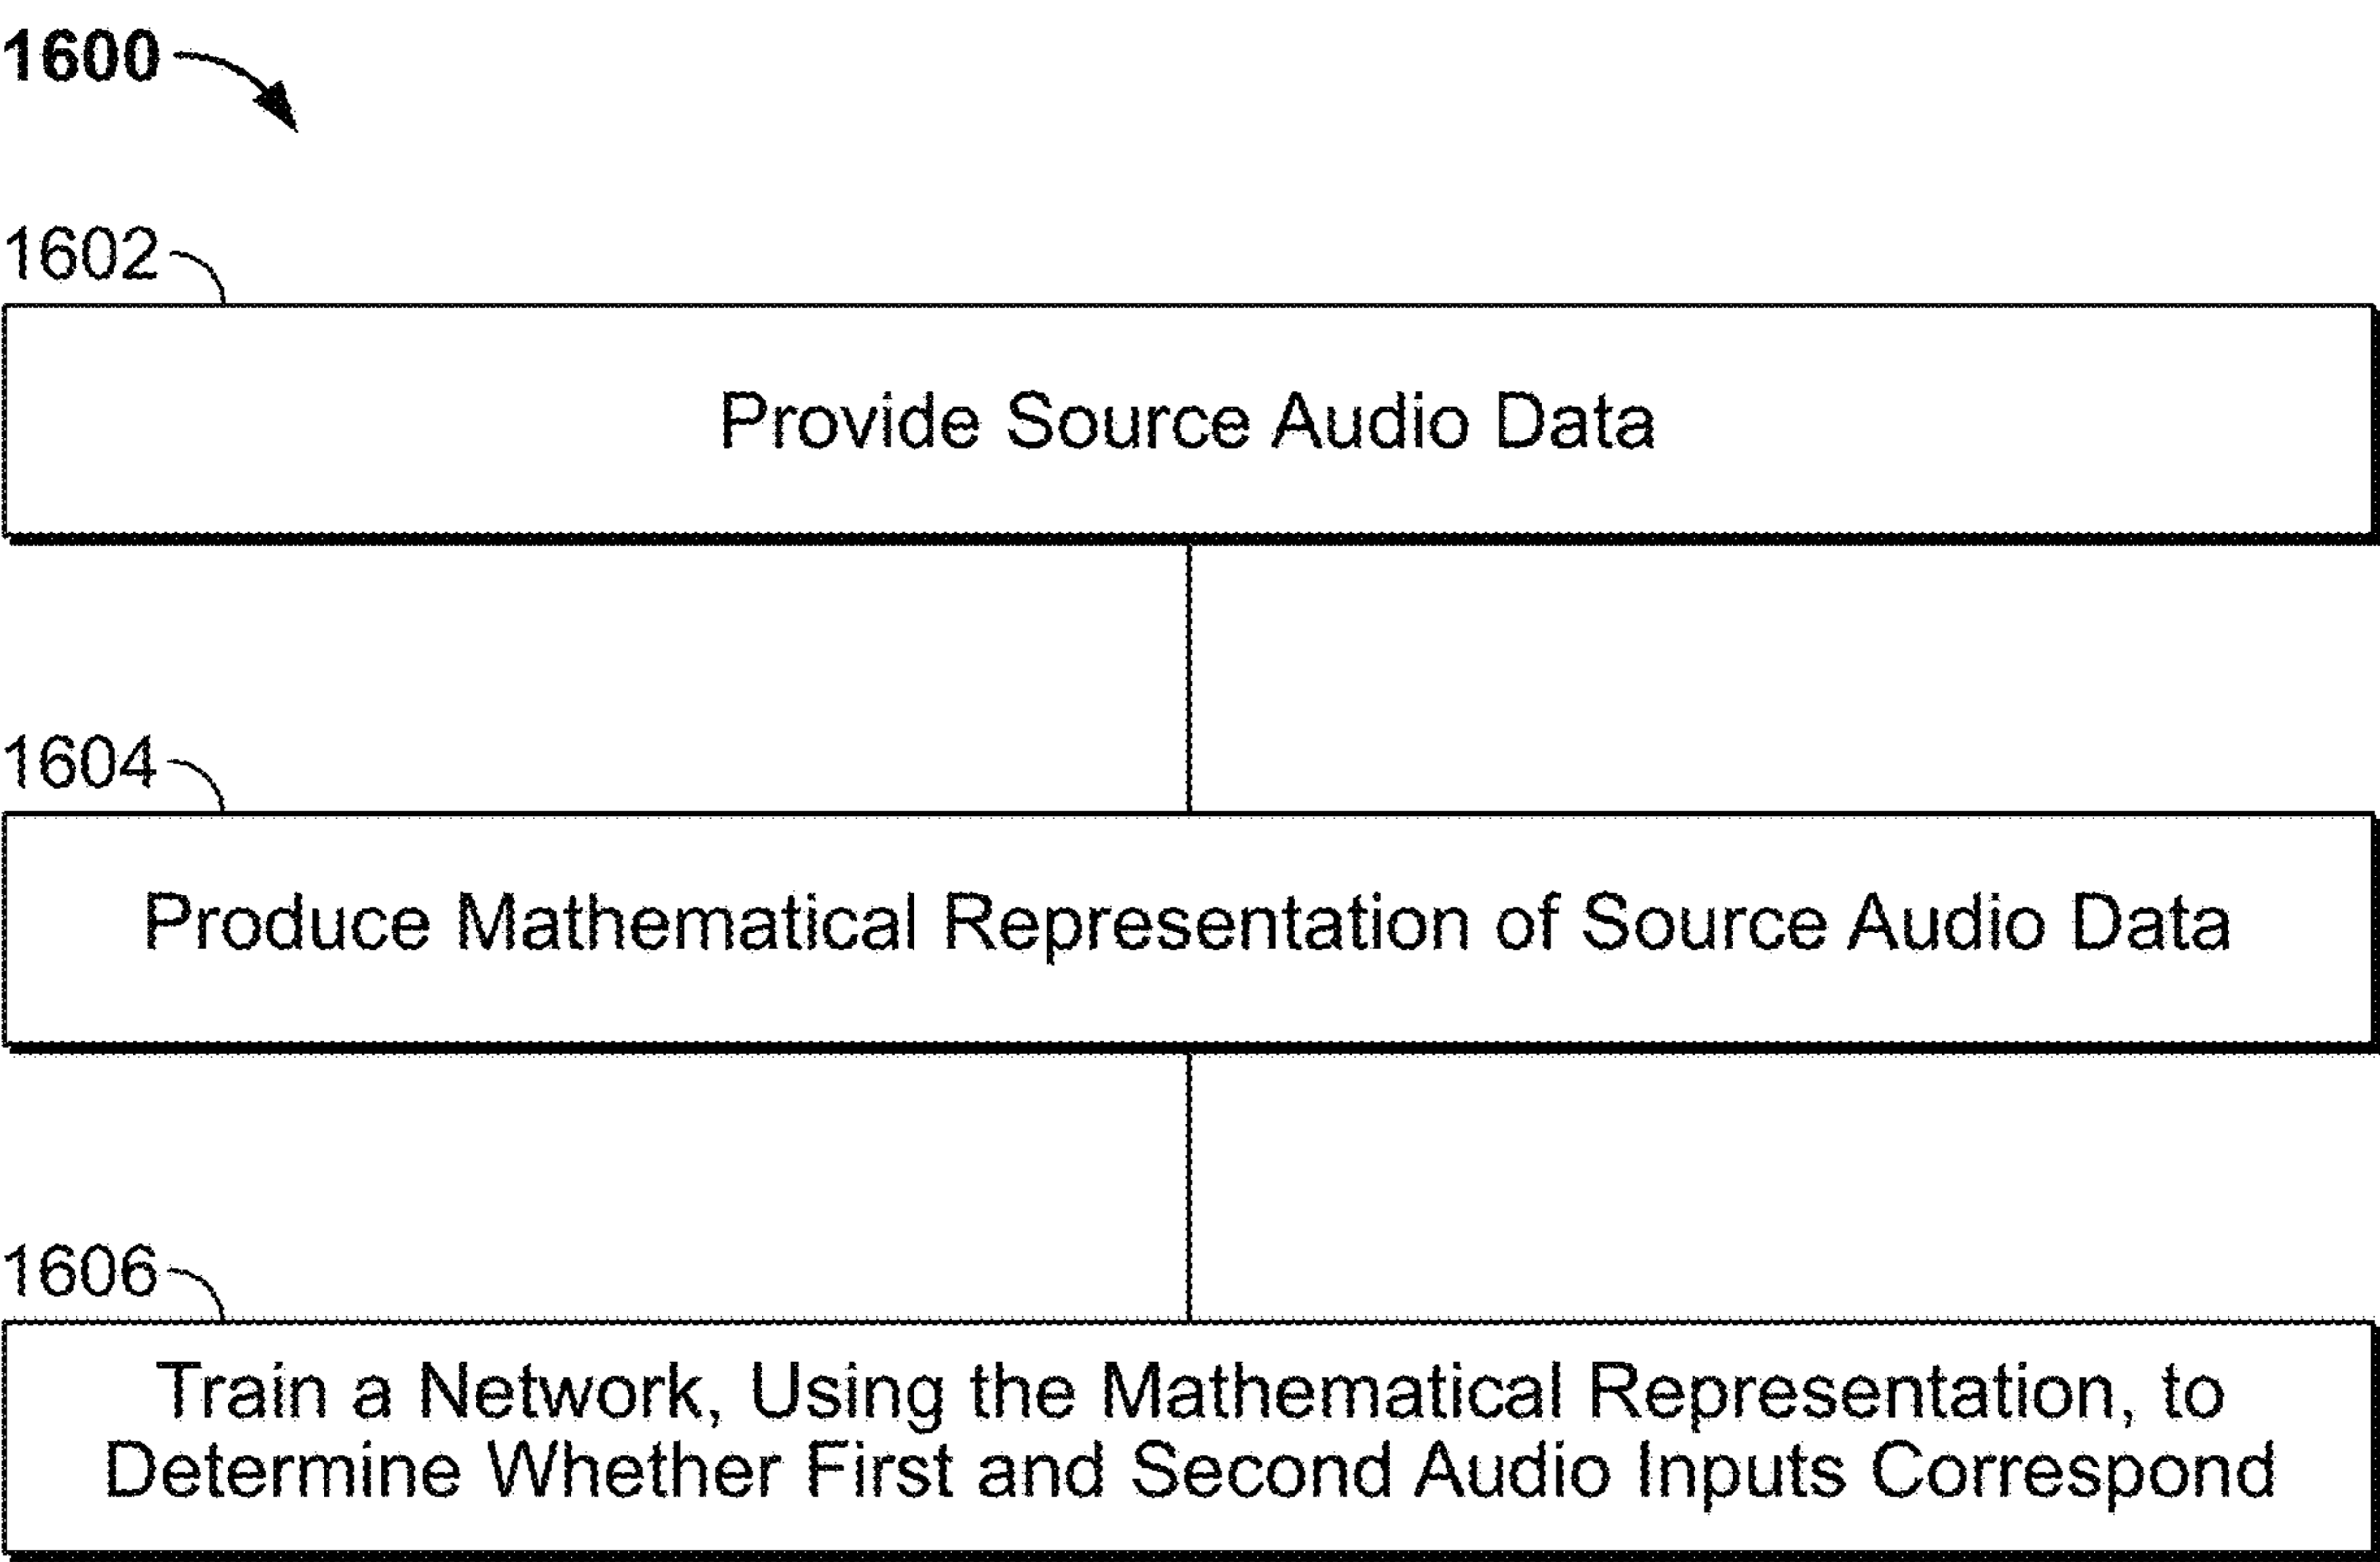 1600
1602
Provide Source Audio Data
1604
Produce Mathematical Representation of Source Audio Data
1606
Train a Network, Using the Mathematical Representation, to
Determine Whether First and Second Audio Inputs Correspond